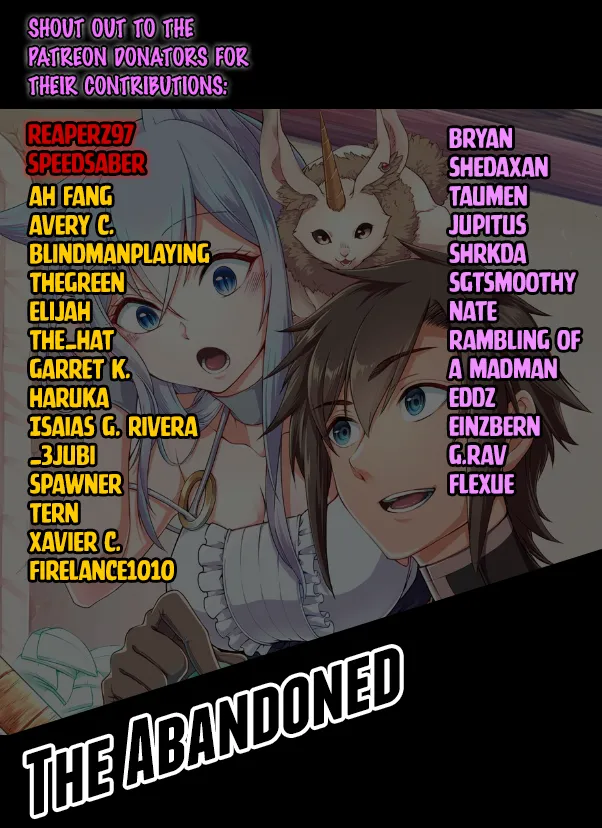 SHOUT OUT TO THE
PATREON DONATORS FOR
THEIR CONTRIBUTIONS:
REAPERZ97
SPEEDSABER
AH FANG
AVERY C.
BLINDMANPLAYING
THEGREEN
ELIJAH
THE_HAT
GARRET K.
HARUKA
ISAIAS G. RIVERA
_3JUBI
SPAWNER
TERN
XAVIER C.
FIRELANCE1010
BRYAN
SHEDAXAN
TAUMEN
JUPITUS
SHRKDA
SGTSMOOTHY
NATE
RAMBLING OF
A MADMAN
EDDZ
EINZBERN
G.RAV
FLEXUE
THE ABANDONED